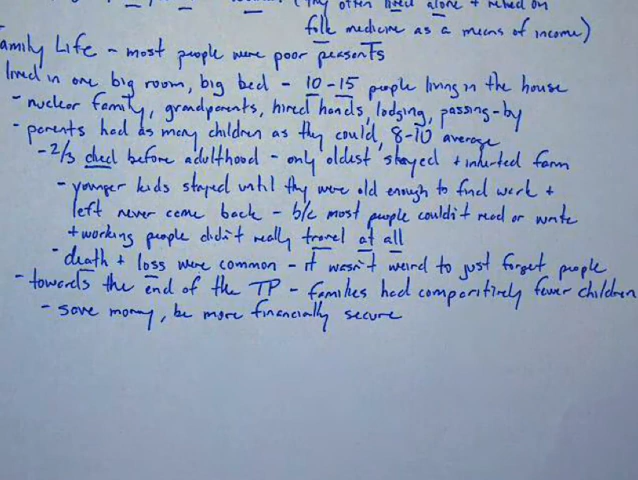 (they often lived alone + relied on
folk medicine as a means of income)
amily Life - most people were poor peasants
lived in one big room, big bed - 10-15 people living in the house
- nuclear family, grandparents, hired hands, lodging, passing-by
- parents had as many children as they could, 8-10 average
- 2/3 died before adulthood - only oldest stayed + inherited farm
- younger kids stayed until they were old enough to find work +
left never come back - b/c most people couldn't read or write
+ working people didn't really travel at all
- death + loss were common - it wasn't weird to just forget people
- towards the end of the TP - families had comparitively fewer children
- save money, be more financially secure